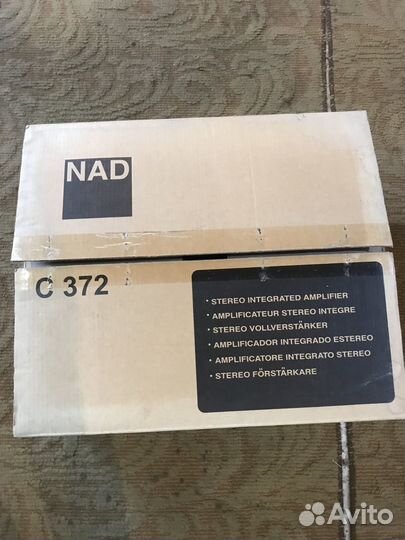 NAD
C 372
• STEREO INTEGRATED AMPLIFIER
• AMPLIFICATEUR STEREO INTEGRE
• STEREO VOLLVERSTÄRKER
• AMPLIFICADOR INTEGRADO ESTEREO
• AMPLIFICATORE INTEGRATO STEREO
• STEREO FÖRSTÄRKARE
Avito